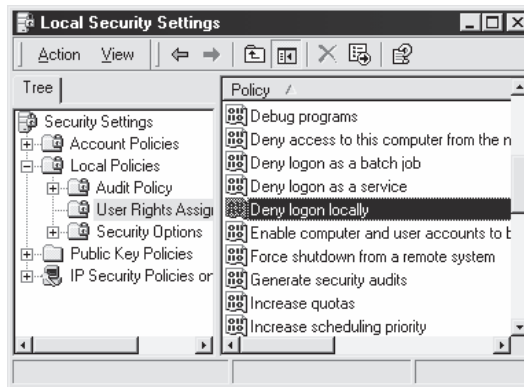 Local Security Settings
Action View
Tree
Security Settings
Account Policies
Local Policies
Audit Policy
User Rights Assig
Security Options
Public Key Policies
IP Security Policies or
Policy
Debug programs
Deny access to this computer from the n
Deny logon as a batch job
Deny logon as a service
Deny logon locally
Enable computer and user accounts to b
Force shutdown from a remote system
Generate security audits
Increase quotas
Increase scheduling priority